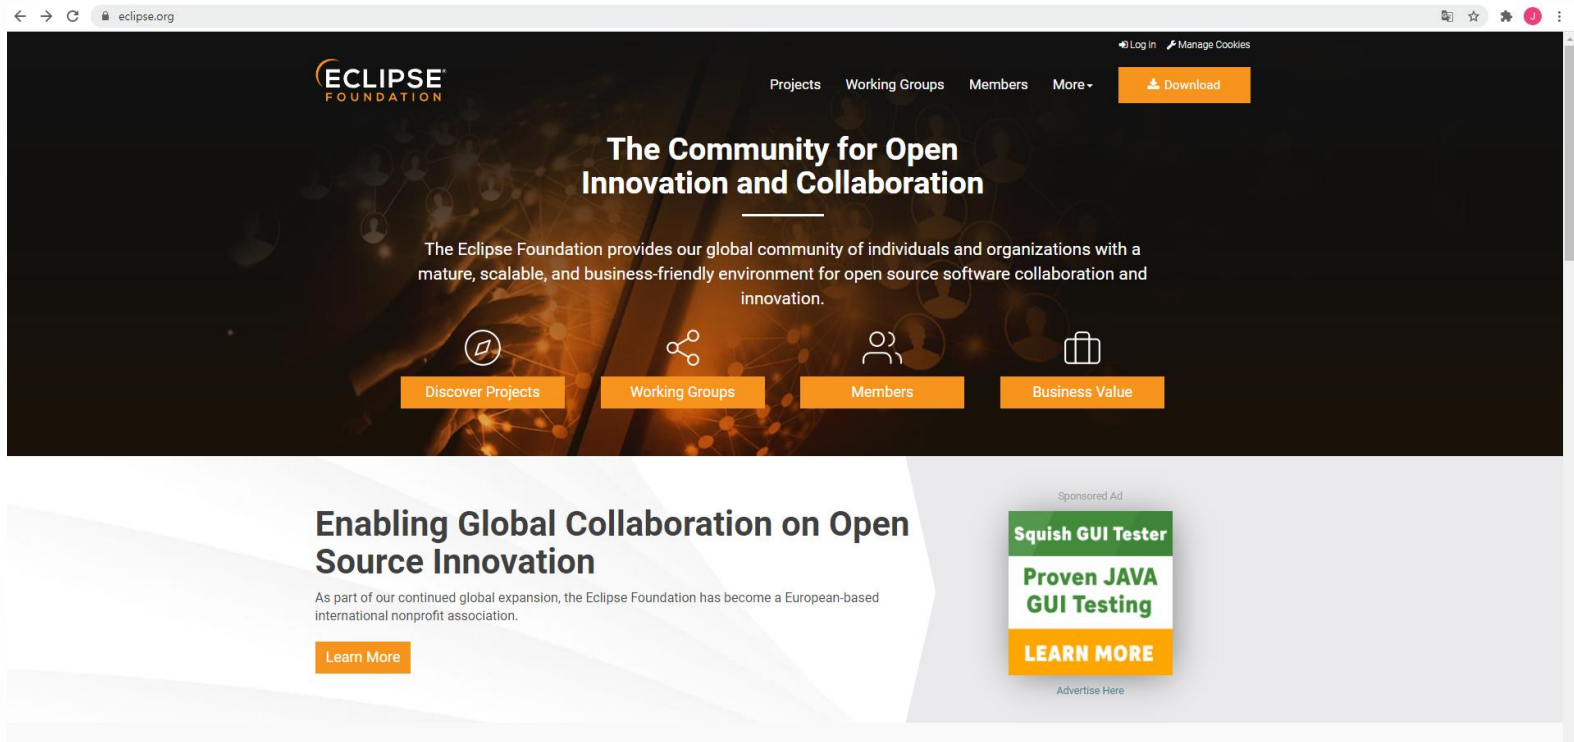 eclipse.org
J
Log in Manage Cookies
ECLIPSE
FOUNDATION
Projects Working Groups Members More Download
The Community for Open
Innovation and Collaboration
The Eclipse Foundation provides our global community of individuals and organizations with a
mature, scalable, and business-friendly environment for open source software collaboration and
innovation.
Discover Projects Working Groups Members Business Value
Enabling Global Collaboration on Open
Source Innovation
As part of our continued global expansion, the Eclipse Foundation has become a European-based
international nonprofit association.
Learn More
Sponsored Ad
Squish GUI Tester
Proven JAVA
GUI Testing
LEARN MORE
Advertise Here